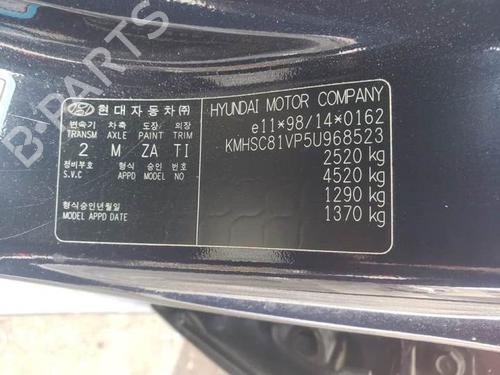 B-PARTS
현대자동차㈜
변속기 차축 도장 의장
TRANSM AXLE PAINT TRIM
2 M ZA TI
정비부호 형식 승인 번호
S.V.C APPD MODEL NO
형식승인년월일
MODEL APPD DATE
HYUNDAI MOTOR COMPANY
e11*98/14*0162
KMHSC81VP5U968523
2520 kg
4520 kg
1290 kg
1370 kg